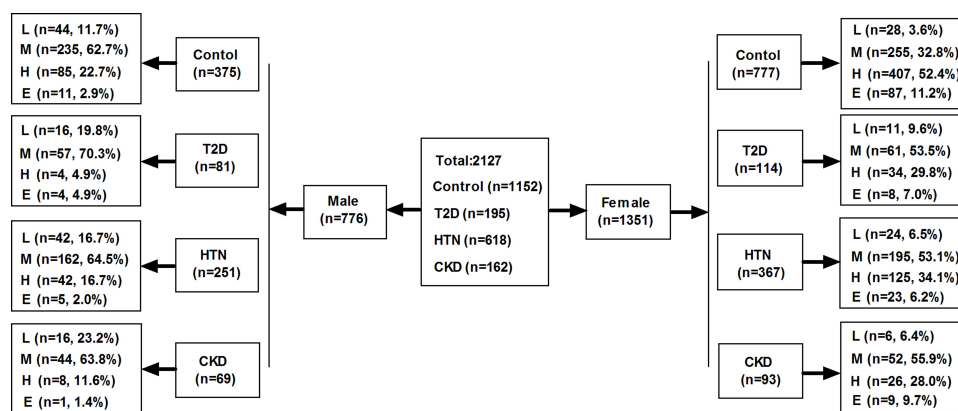 L (n=44, 11.7%)
M (n=235, 62.7%)
H (n=85, 22.7%)
E (n=11, 2.9%)
Contol
(n=375)
L (n=16, 19.8%)
M (n=57, 70.3%)
H (n=4, 4.9%)
E (n=4, 4.9%)
T2D
(n=81)
L (n=42, 16.7%)
M (n=162, 64.5%)
H (n=42, 16.7%)
E (n=5, 2.0%)
HTN
(n=251)
L (n=16, 23.2%)
M (n=44, 63.8%)
H (n=8, 11.6%)
E (n=1, 1.4%)
CKD
(n=69)
Male
(n=776)
Total:2127
Control (n=1152)
T2D (n=195)
HTN (n=618)
CKD (n=162)
Female
(n=1351)
Contol
(n=777)
L (n=28, 3.6%)
M (n=255, 32.8%)
H (n=407, 52.4%)
E (n=87, 11.2%)
T2D
(n=114)
L (n=11, 9.6%)
M (n=61, 53.5%)
H (n=34, 29.8%)
E (n=8, 7.0%)
HTN
(n=367)
L (n=24, 6.5%)
M (n=195, 53.1%)
H (n=125, 34.1%)
E (n=23, 6.2%)
CKD
(n=93)
L (n=6, 6.4%)
M (n=52, 55.9%)
H (n=26, 28.0%)
E (n=9, 9.7%)